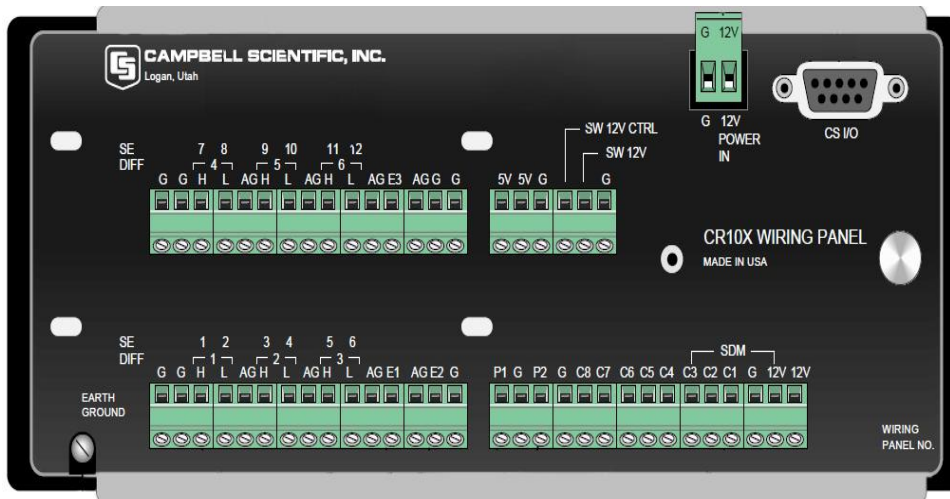 CAMPBELL SCIENTIFIC, INC.
Logan, Utah
G 12V
G 12V
POWER
IN
CS I/O
SW 12V CTRL
SW 12V
SE 7 8 9 10 11 12
DIFF 4 5 6
G G H L AG H L AG H L AG E3 AG G G
5V 5V G G
CR10X WIRING PANEL
MADE IN USA
SE 1 2 3 4 5 6
DIFF 1 2 3
G G H L AG H L AG H L AG E1 AG E2 G
SDM
P1 G P2 G C8 C7 C6 C5 C4 C3 C2 C1 G 12V 12V
EARTH
GROUND
WIRING
PANEL NO.